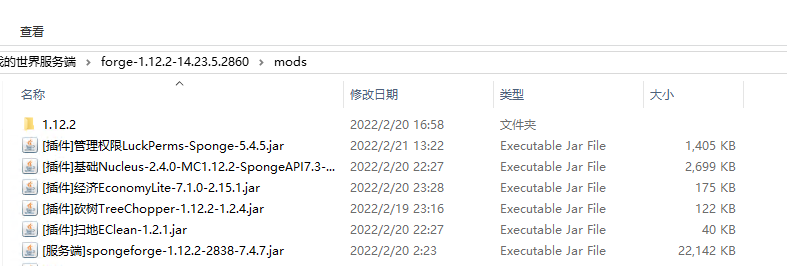 查看
我的世界服务端 > forge-1.12.2-14.23.5.2860 > mods
名称 修改日期 类型 大小
1.12.2 2022/2/20 16:58 文件夹
[插件]管理权限LuckPerms-Sponge-5.4.5.jar 2022/2/21 13:22 Executable Jar File 1,405 KB
[插件]基础Nucleus-2.4.0-MC1.12.2-SpongeAPI7.3-... 2022/2/20 22:27 Executable Jar File 2,699 KB
[插件]经济EconomyLite-7.1.0-2.15.1.jar 2022/2/20 23:28 Executable Jar File 175 KB
[插件]砍树TreeChopper-1.12.2-1.2.4.jar 2022/2/19 23:16 Executable Jar File 122 KB
[插件]扫地EClean-1.2.1.jar 2022/2/20 22:27 Executable Jar File 40 KB
[服务端]spongeforge-1.12.2-2838-7.4.7.jar 2022/2/20 2:23 Executable Jar File 22,142 KB